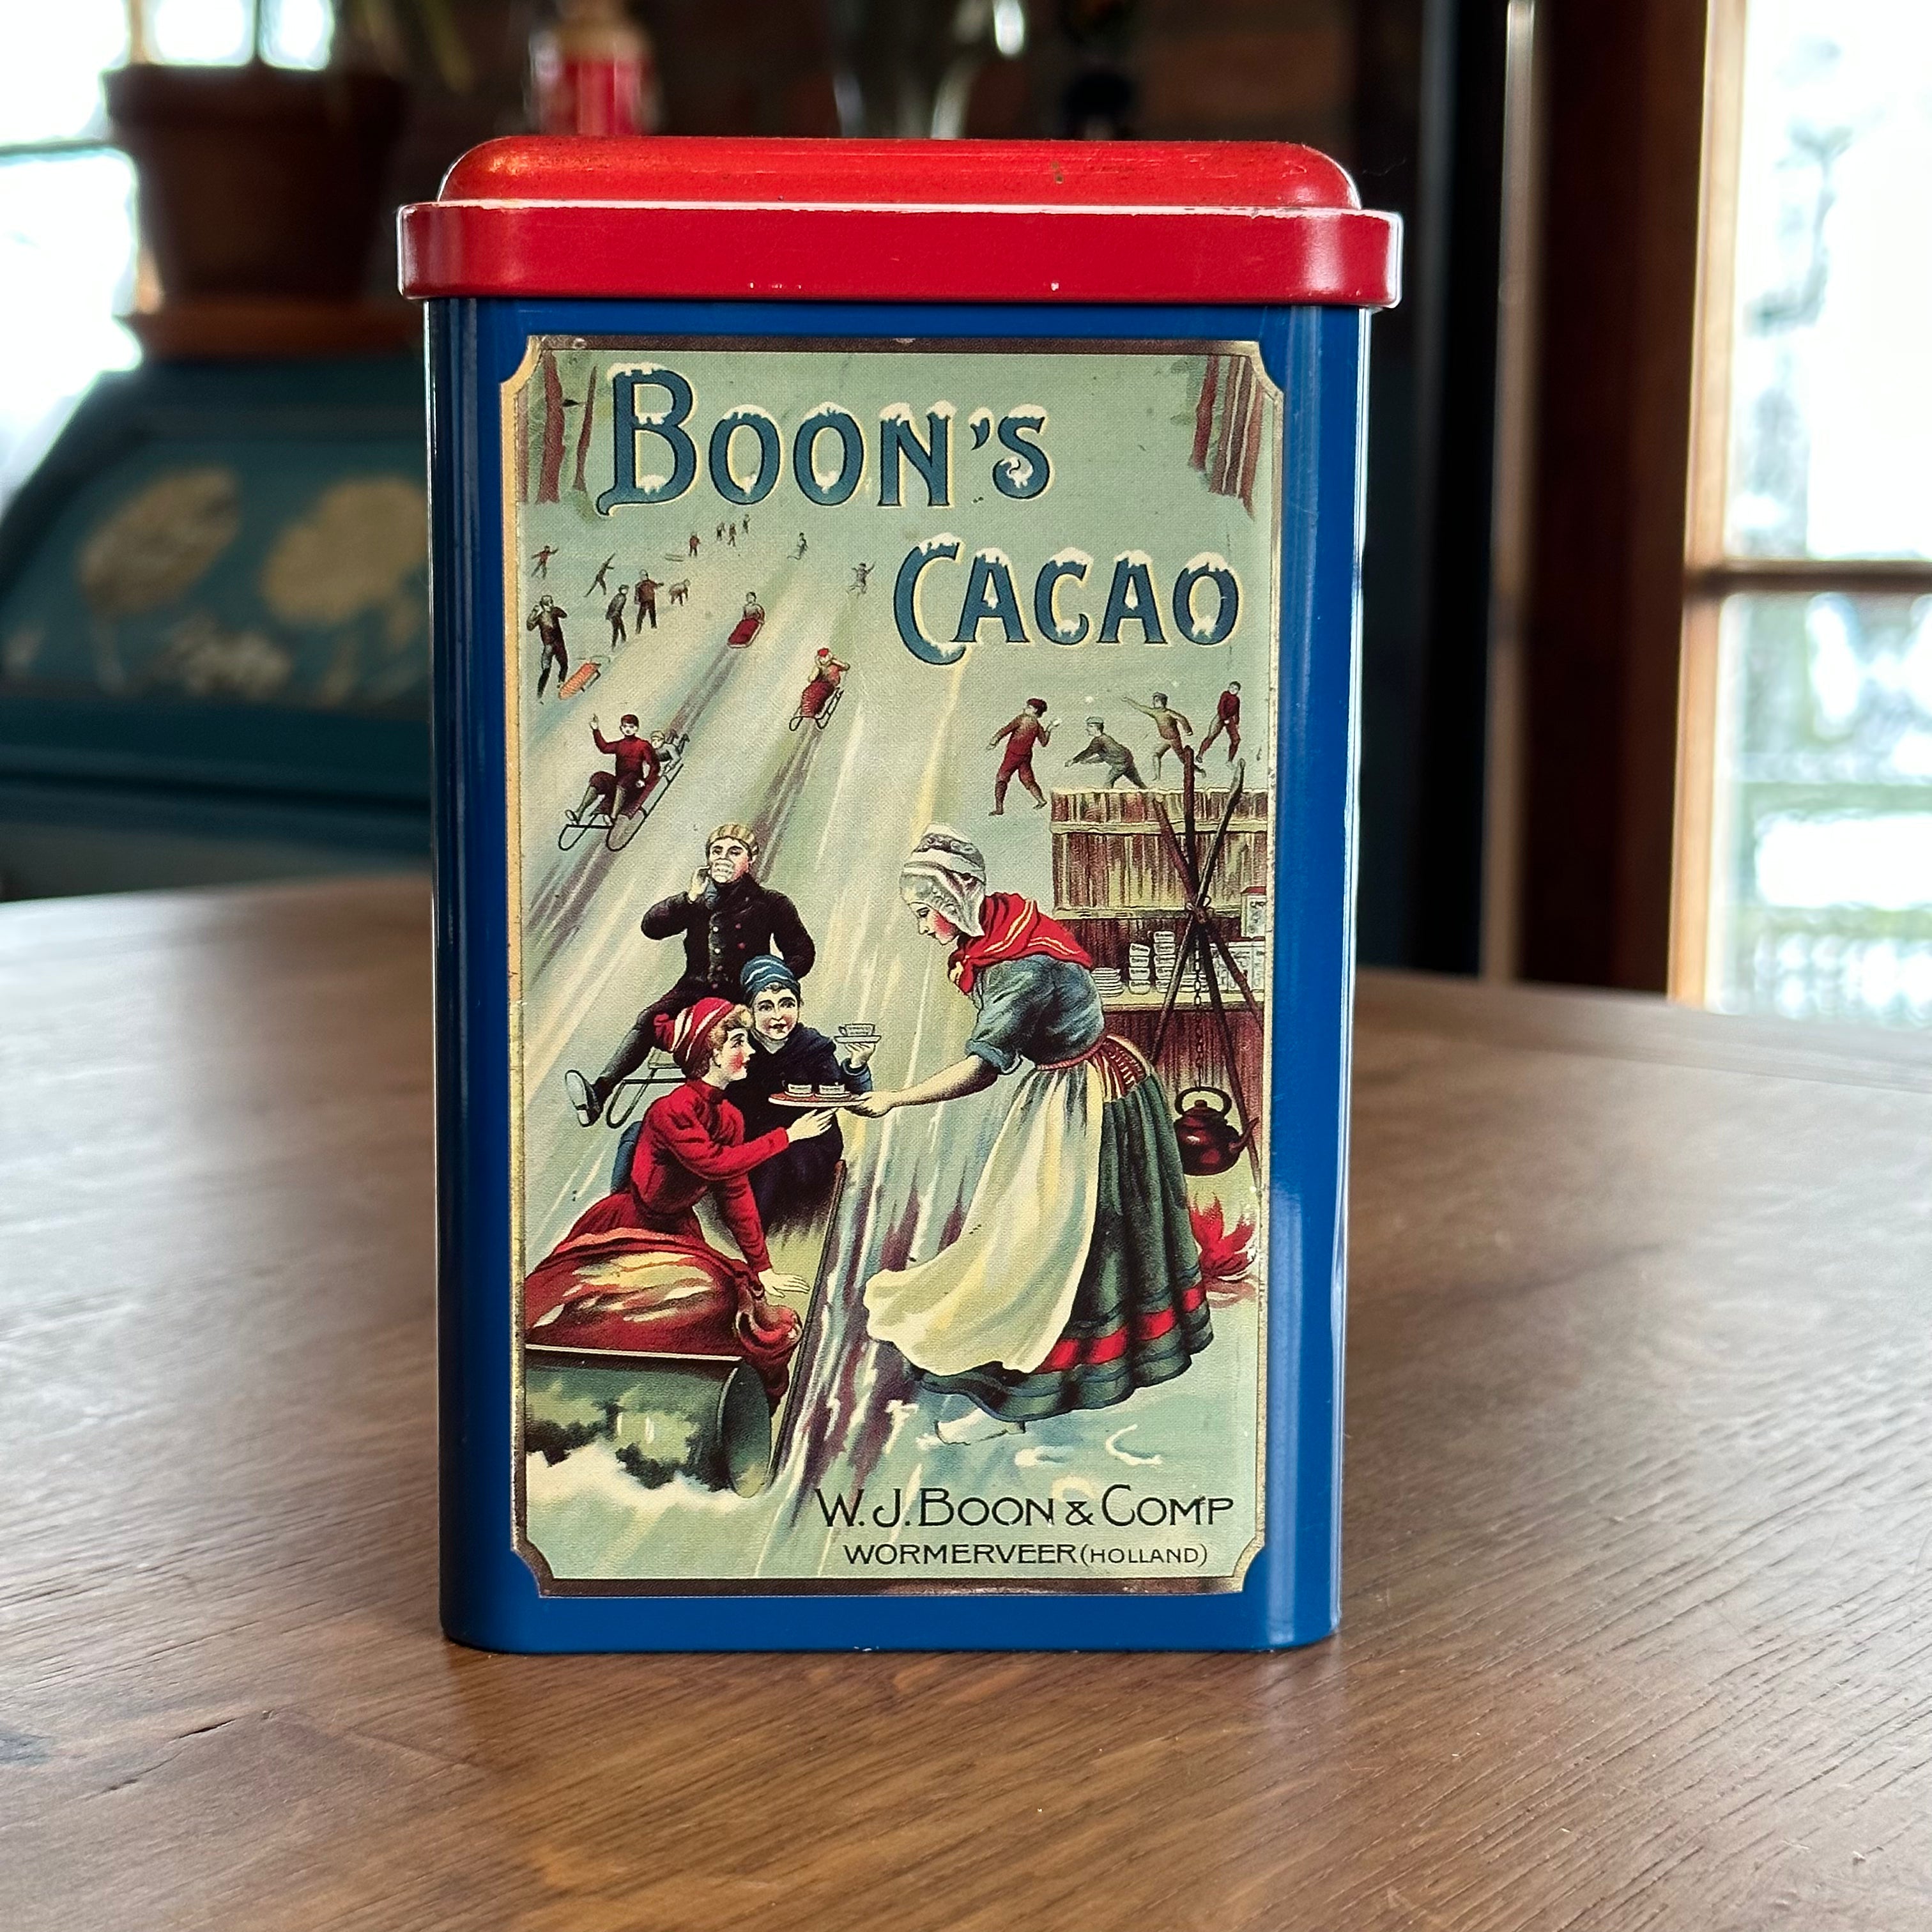 BOON'S
CACAO
W. J. BOON & COMP
WORMERVEER (HOLLAND)